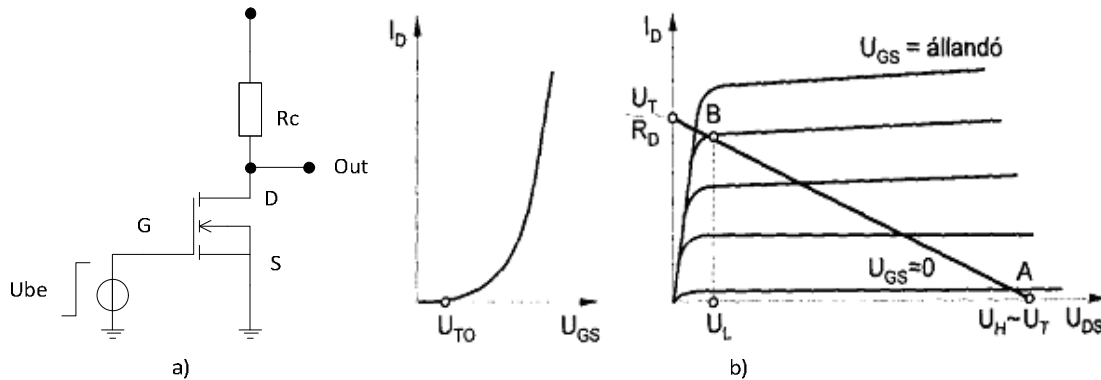 Rc
Out
D
G
S
Ube
a)
I_D
U_TO
U_GS
I_D
U_GS = állandó
U_T
R_D
B
U_GS=0
A
U_L
U_H~U_T
U_DS
b)